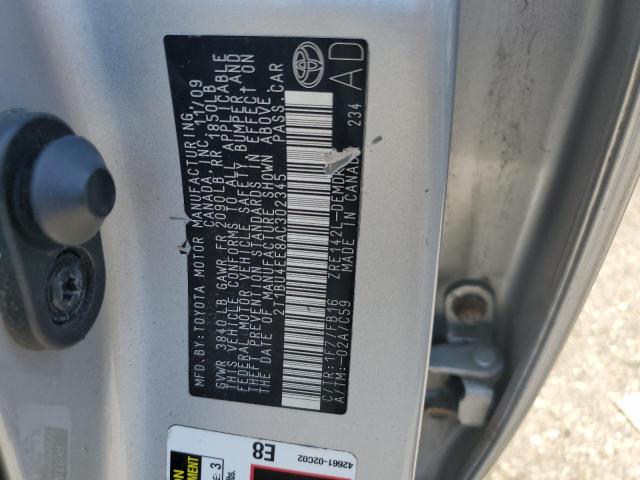 MFD.BY:TOYOTA MOTOR MANUFACTURING
CANADA, INC. 11/09
GVWR 3840 LB GAWR FR 2090LB RR 1850LB
THIS VEHICLE CONFORMS TO ALL APPLICABLE
FEDERAL MOTOR VEHICLE SAFETY, BUMPER, AND
THEFT PREVENTION STANDARDS IN EFFECT ON
THE DATE OF MANUFACTURE SHOWN ABOVE
2T1BU4EE8AC302345 PASS.CAR
C/TR:1F7/FB16 ZRE142L-DEMDK
A/TM:-02A/C59 MADE IN CANADA
234
AD
E8
42661-02C02